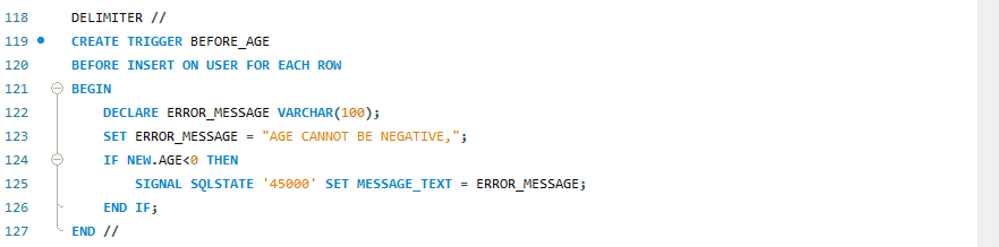 118 DELIMITER //
119 CREATE TRIGGER BEFORE_AGE
120 BEFORE INSERT ON USER FOR EACH ROW
121 BEGIN
122 DECLARE ERROR_MESSAGE VARCHAR(100);
123 SET ERROR_MESSAGE = "AGE CANNOT BE NEGATIVE,";
124 IF NEW.AGE<0 THEN
125 SIGNAL SQLSTATE '45000' SET MESSAGE_TEXT = ERROR_MESSAGE;
126 END IF;
127 END //